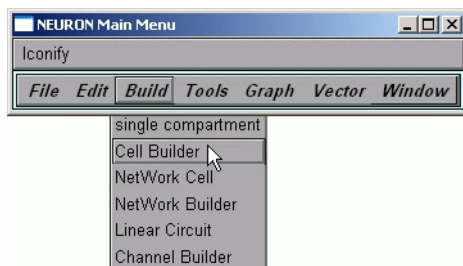 NEURON Main Menu
Iconify
File Edit Build Tools Graph Vector Window
single compartment
Cell Builder
NetWork Cell
NetWork Builder
Linear Circuit
Channel Builder